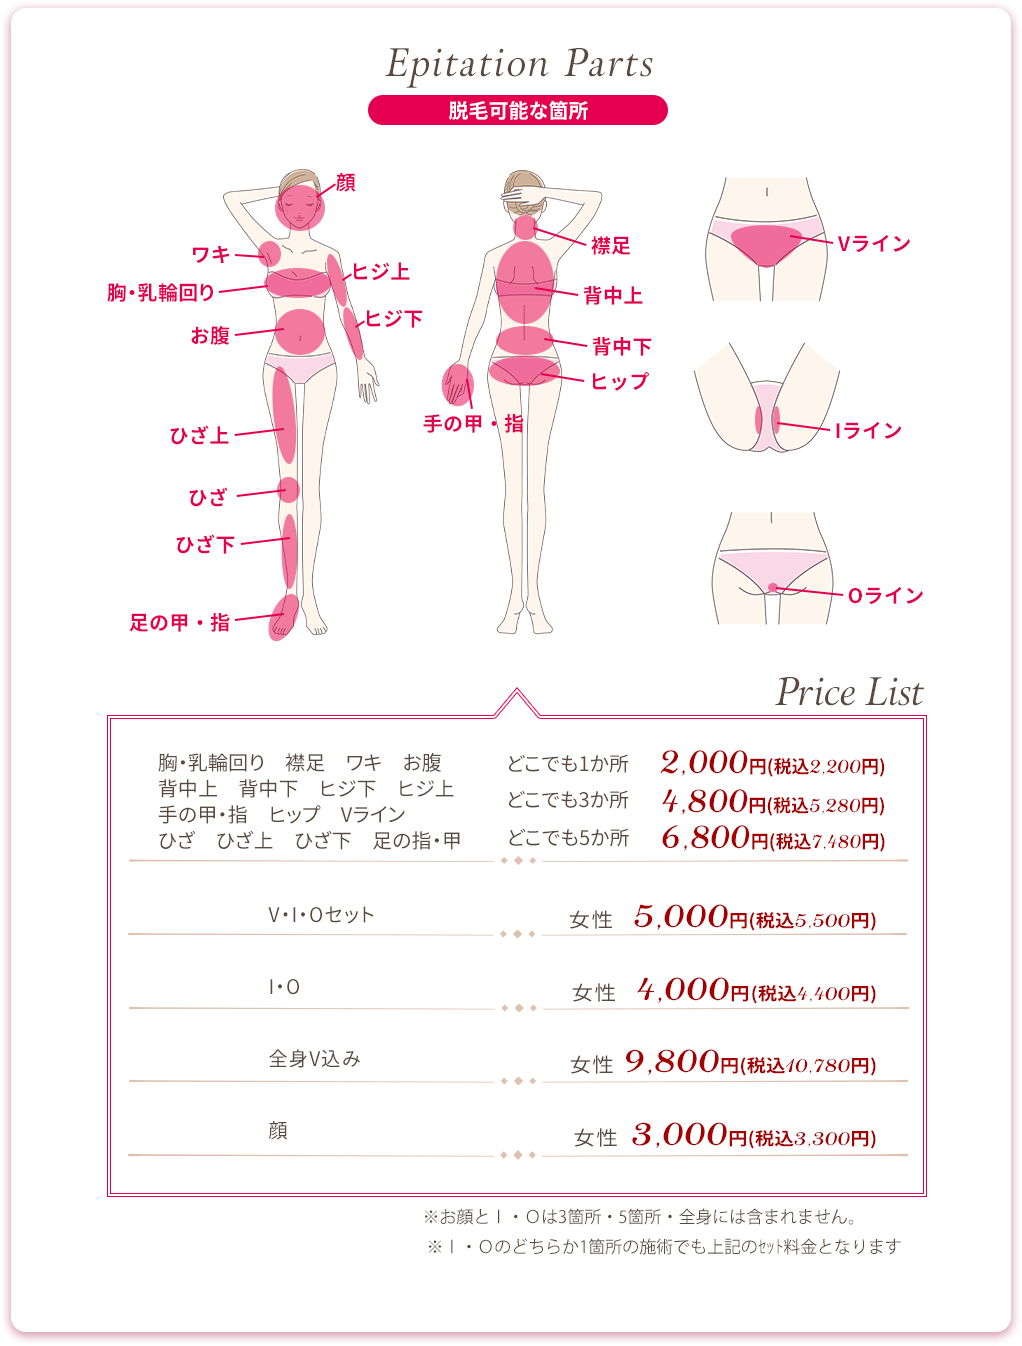 Epitation Parts
脱毛可能な箇所
顔
ワキ
胸・乳輪回り
ヒジ上
お腹
ヒジ下
ひざ上
ひざ
ひざ下
足の甲・指
襟足
背中上
背中下
ヒップ
手の甲・指
Vライン
Iライン
Oライン
Price List
胸・乳輪回り　襟足　ワキ　お腹
背中上　背中下　ヒジ下　ヒジ上
手の甲・指　ヒップ　Vライン
ひざ　ひざ上　ひざ下　足の指・甲
どこでも1か所　2,000円(税込2,200円)
どこでも3か所　4,800円(税込5,280円)
どこでも5か所　6,800円(税込7,480円)
V・I・Oセット　女性　5,000円(税込5,500円)
I・O　女性　4,000円(税込4,400円)
全身V込み　女性　9,800円(税込10,780円)
顔　女性　3,000円(税込3,300円)
※お顔とＩ・Ｏは3箇所・5箇所・全身には含まれません。
※Ｉ・Ｏのどちらか1箇所の施術でも上記のｾｯﾄ料金となります